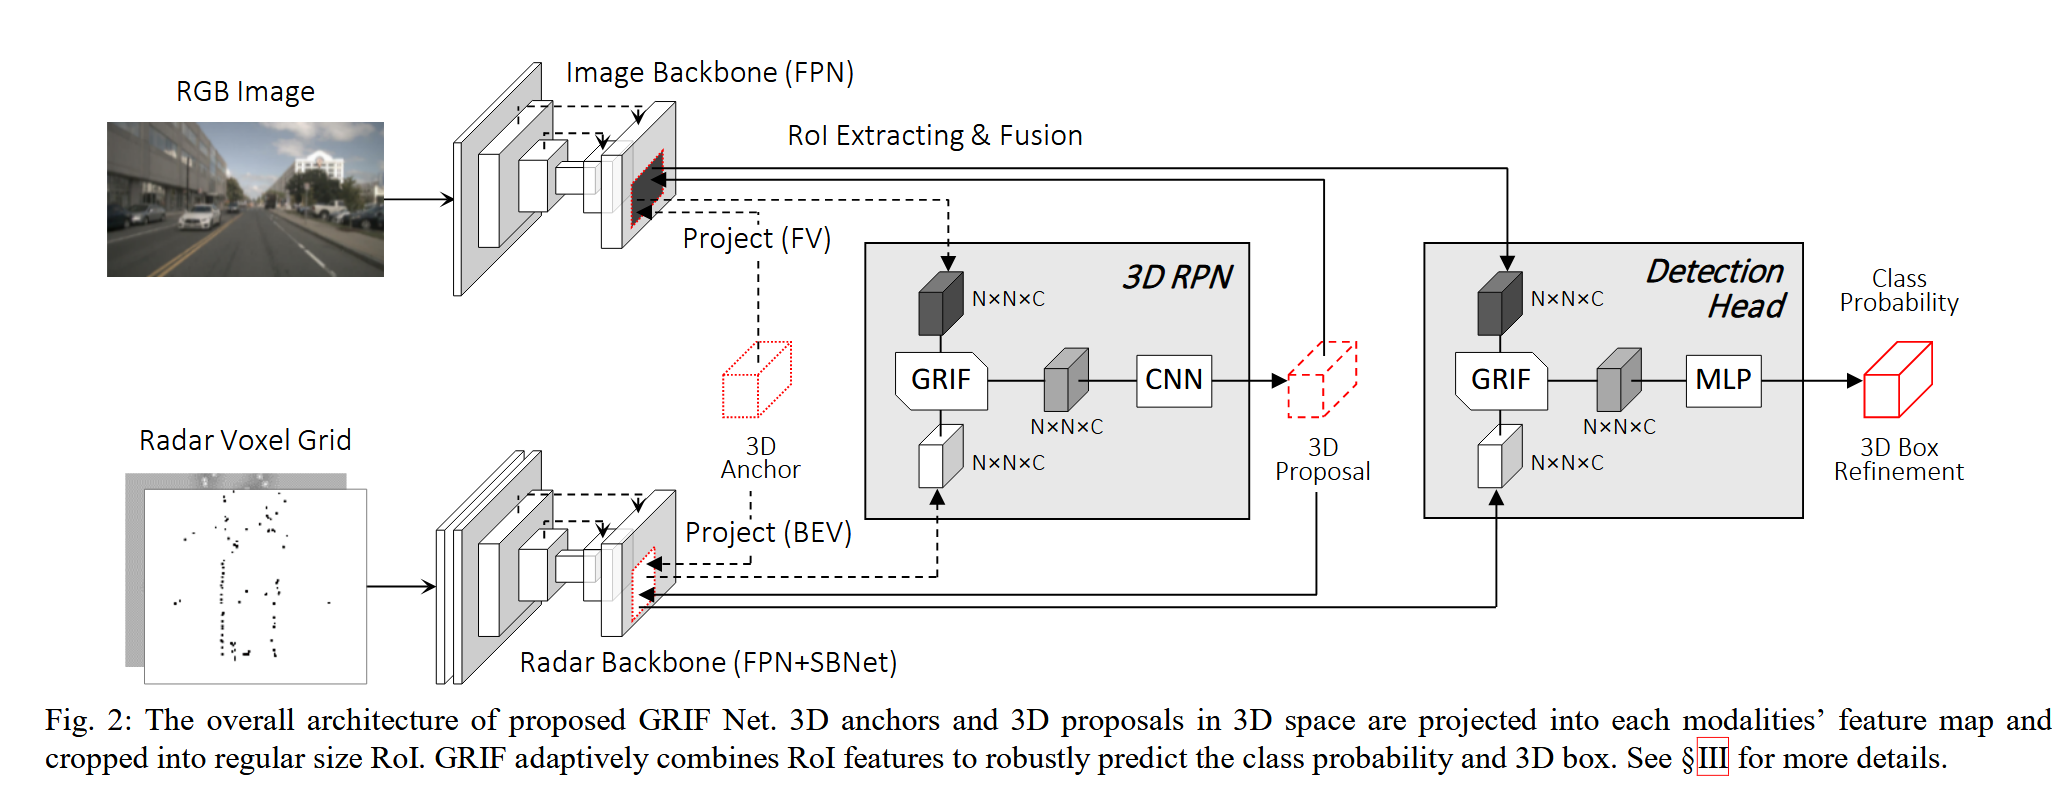 RGB Image
Image Backbone (FPN)
RoI Extracting & Fusion
Project (FV)
3D RPN
N×N×C
GRIF
N×N×C
CNN
N×N×C
Detection
Head
N×N×C
GRIF
N×N×C
MLP
N×N×C
Class
Probability
3D Box
Refinement
3D
Anchor
3D
Proposal
Radar Voxel Grid
Project (BEV)
Radar Backbone (FPN+SBNet)
Fig. 2: The overall architecture of proposed GRIF Net. 3D anchors and 3D proposals in 3D space are projected into each modalities’ feature map and
cropped into regular size RoI. GRIF adaptively combines RoI features to robustly predict the class probability and 3D box. See §III for more details.